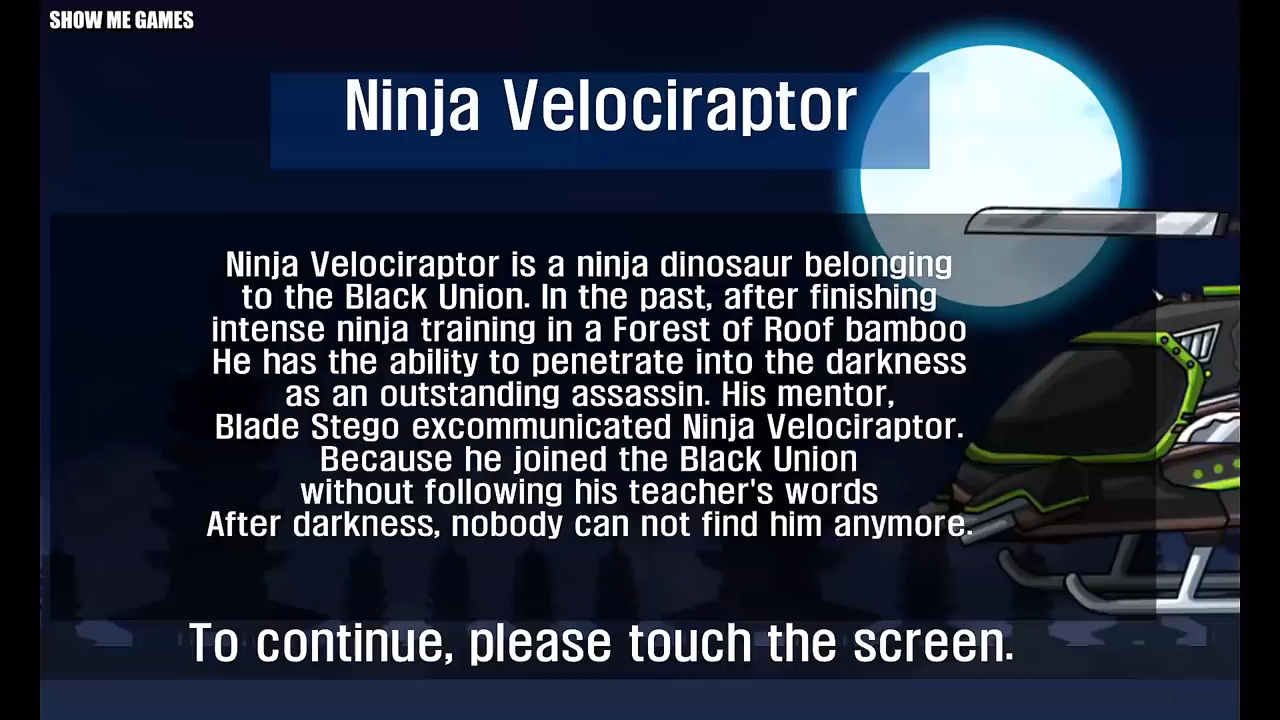 SHOW ME GAMES
Ninja Velociraptor
Ninja Velociraptor is a ninja dinosaur belonging
to the Black Union. In the past, after finishing
intense ninja training in a Forest of Roof bamboo
He has the ability to penetrate into the darkness
as an outstanding assassin. His mentor,
Blade Stego excommunicated Ninja Velociraptor.
Because he joined the Black Union
without following his teacher's words
After darkness, nobody can not find him anymore.
To continue, please touch the screen.